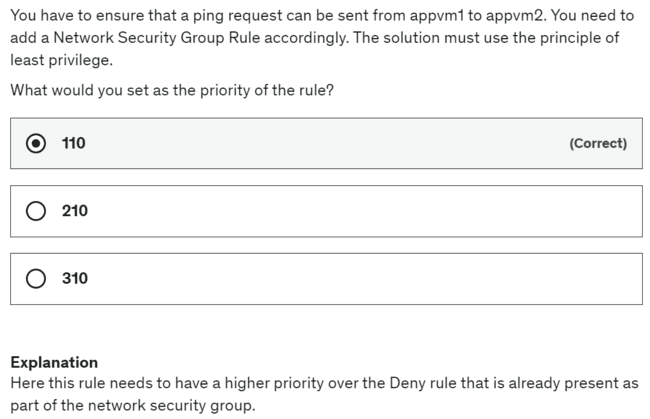 You have to ensure that a ping request can be sent from appvm1 to appvm2. You need to
add a Network Security Group Rule accordingly. The solution must use the principle of
least privilege.
What would you set as the priority of the rule?
110 (Correct)
210
310
Explanation
Here this rule needs to have a higher priority over the Deny rule that is already present as
part of the network security group.